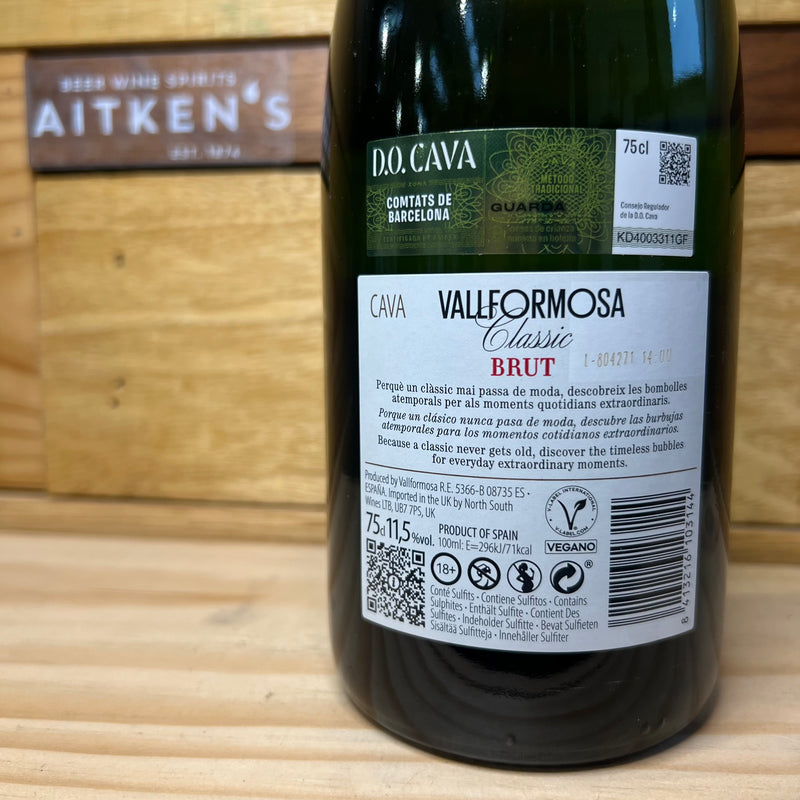 BEER WINE SPIRITS
AITKEN'S
EST. 1874
D.O. CAVA
COMTATS DE
BARCELONA
MÉTODO
TRADICIONAL
GUARDA
75cl
Consejo Regulador
de la D.O. Cava
KD4003311GF
CAVA
VALLFORMOSA
Classic
BRUT
L-804271 14:00
Perquè un clàssic mai passa de moda, descobreix les bombolles
atemporals per als moments quotidians extraordinaris.
Porque un clásico nunca pasa de moda, descubre las burbujas
atemporales para los momentos cotidianos extraordinarios.
Because a classic never gets old, discover the timeless bubbles
for everyday extraordinary moments.
Produced by Vallformosa R.E. 5366-B 08735 ES •
ESPAÑA. Imported in the UK by North South
Wines LTB, UB7 7PS, UK
75cl 11,5%vol.
PRODUCT OF SPAIN
100ml: E=296kJ/71kcal
V-LABEL INTERNATIONAL
V-LABEL.COM
VEGANO
18+
®
Conté Sulfits • Contiene Sulfitos • Contains
Sulphites • Enthält Sulfite • Contient Des
Sulfites • Indeholder Sulfitte • Bevat Sulfieten
Sisältää Sulfitteja • Innehåller Sulfiter
8 413216 103144